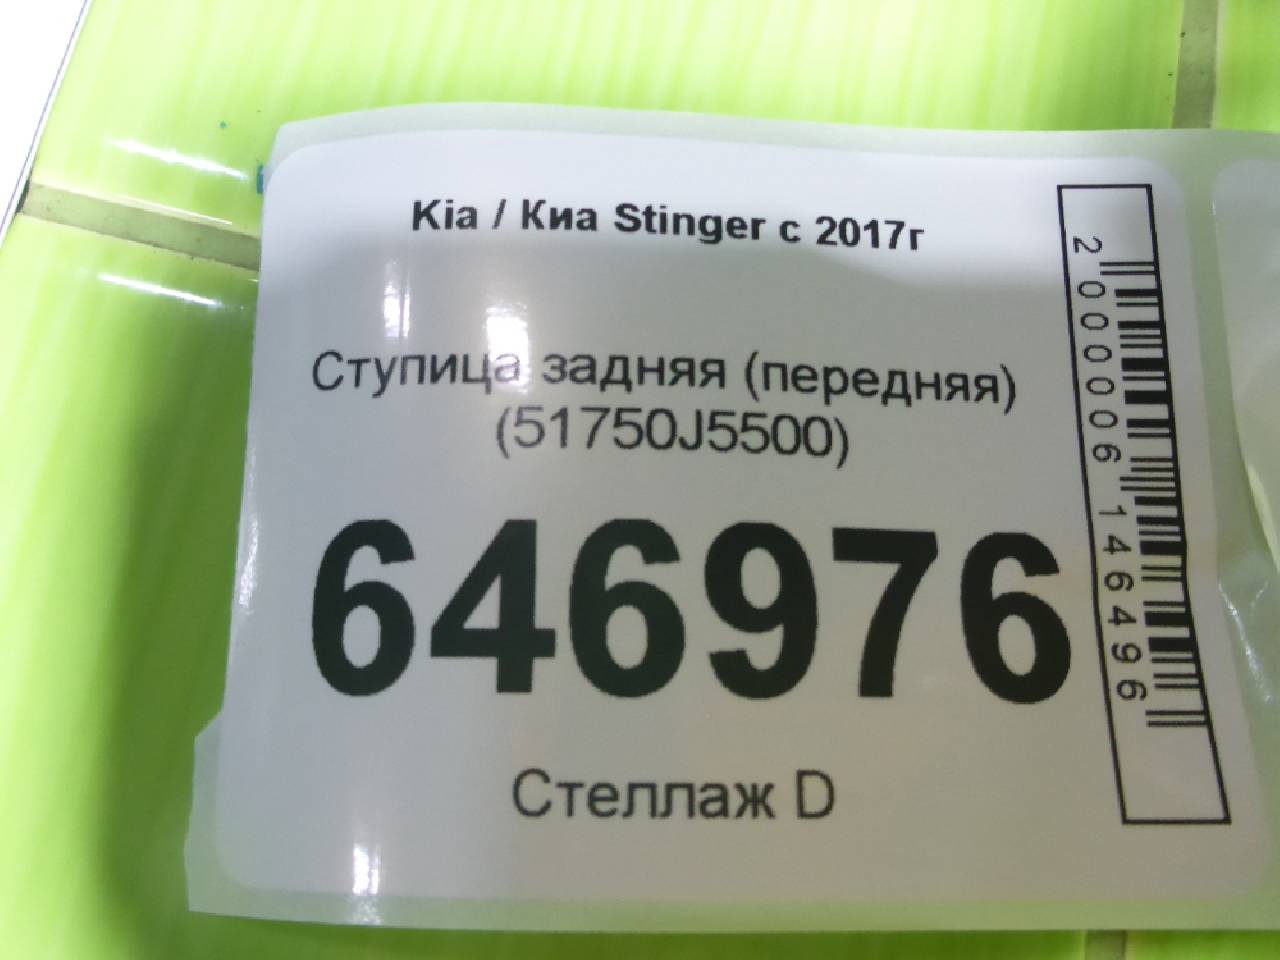 Kia / Киа Stinger с 2017г
Ступица задняя (передняя)
(51750J5500)
646976
Стеллаж D
2000006146496